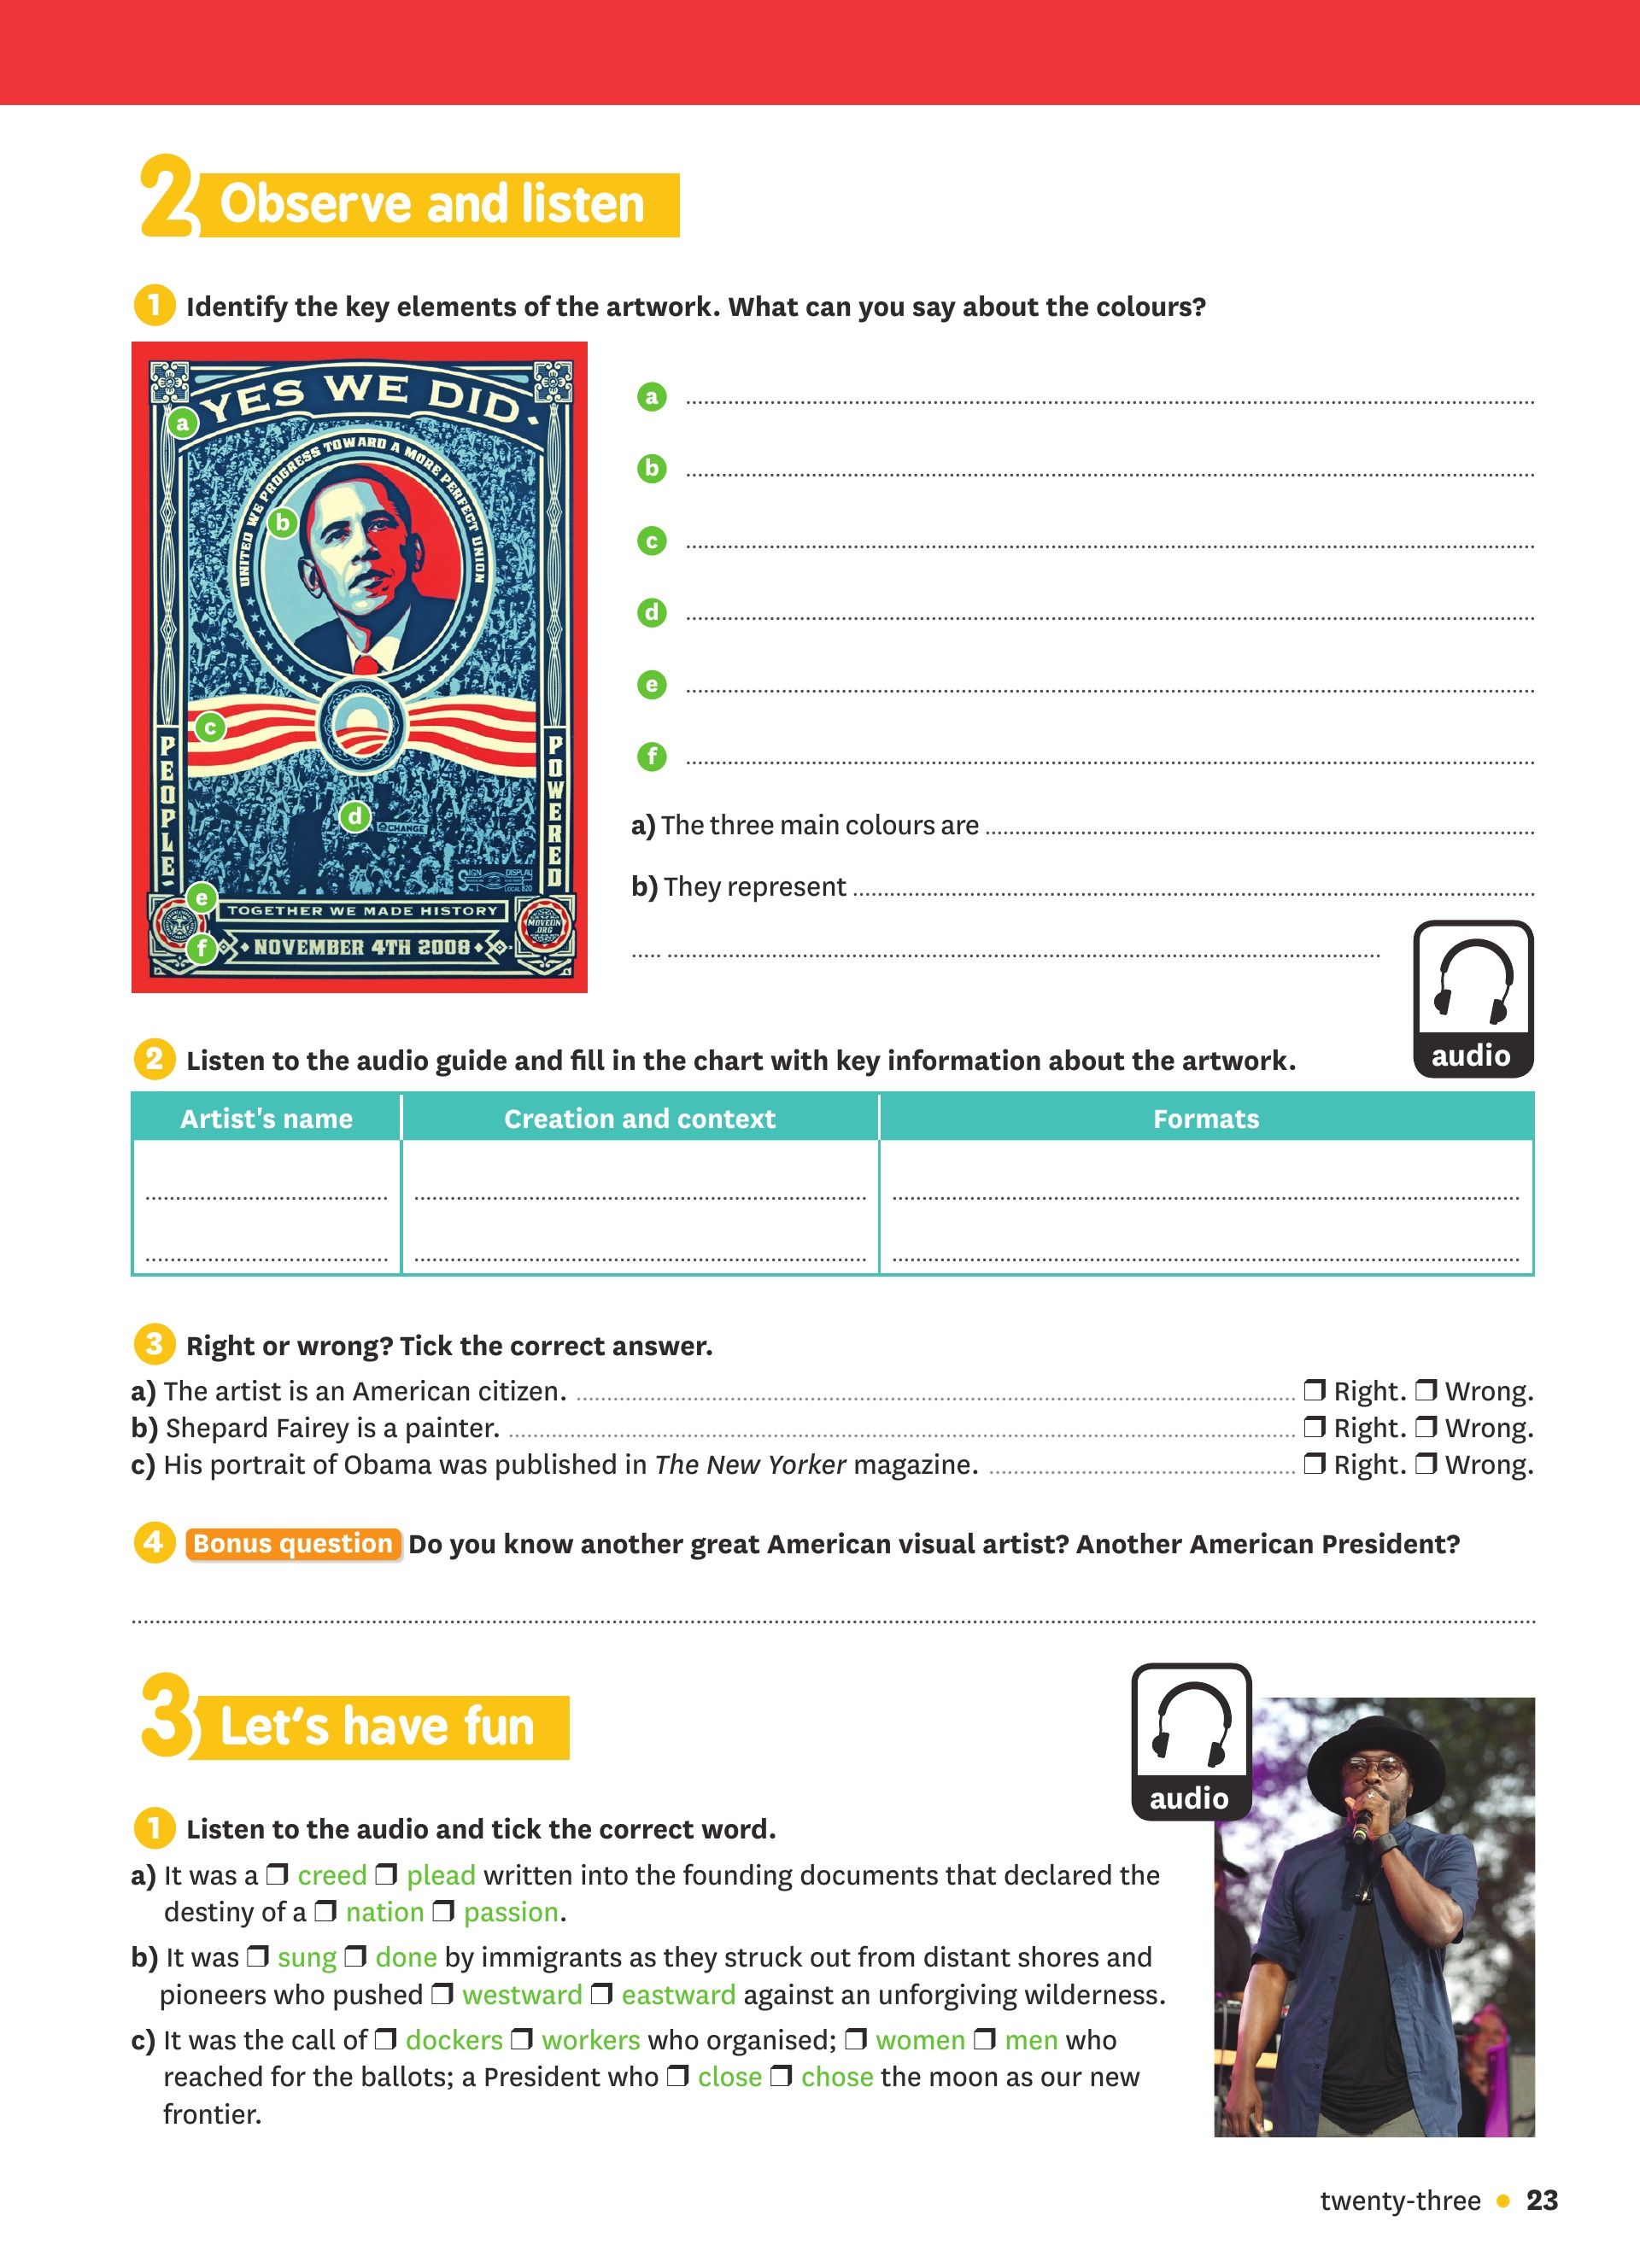 2 Observe and listen
1 Identify the key elements of the artwork. What can you say about the colours?
YES WE DID.
a
UNITED WE PROGRESS TOWARD A MORE PERFECT UNION
b
c
PEOPLE-
POWERED
d
CHANGE
SIGN DISPLAY
LOCAL 820
e
TOGETHER WE MADE HISTORY
MOVEON
.ORG
f
NOVEMBER 4TH 2008
a
b
c
d
e
f
a) The three main colours are
b) They represent
audio
2 Listen to the audio guide and fill in the chart with key information about the artwork.
Artist's name Creation and context Formats
3 Right or wrong? Tick the correct answer.
a) The artist is an American citizen. ❒ Right. ❒ Wrong.
b) Shepard Fairey is a painter. ❒ Right. ❒ Wrong.
c) His portrait of Obama was published in The New Yorker magazine. ❒ Right. ❒ Wrong.
4 Bonus question Do you know another great American visual artist? Another American President?
3 Let's have fun
audio
1 Listen to the audio and tick the correct word.
a) It was a ❒ creed ❒ plead written into the founding documents that declared the
destiny of a ❒ nation ❒ passion.
b) It was ❒ sung ❒ done by immigrants as they struck out from distant shores and
pioneers who pushed ❒ westward ❒ eastward against an unforgiving wilderness.
c) It was the call of ❒ dockers ❒ workers who organised; ❒ women ❒ men who
reached for the ballots; a President who ❒ close ❒ chose the moon as our new
frontier.
twenty-three • 23